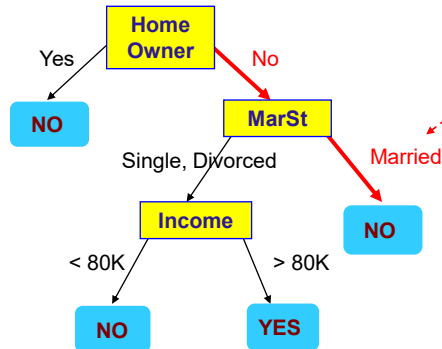 Home
Owner
Yes
No
NO
MarSt
Single, Divorced
Married
Income
NO
< 80K
> 80K
NO
YES